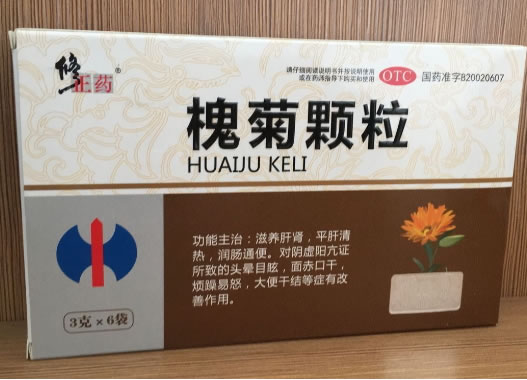 修正药®
请仔细阅读说明书并按说明使用
或在药师指导下购买和使用
OTC
国药准字B20020607
槐菊颗粒
HUAIJU KELI
功能主治：滋养肝肾，平肝清
热，润肠通便。对阴虚阳亢证
所致的头晕目眩，面赤口干，
烦躁易怒，大便干结等症有改
善作用。
3克×6袋